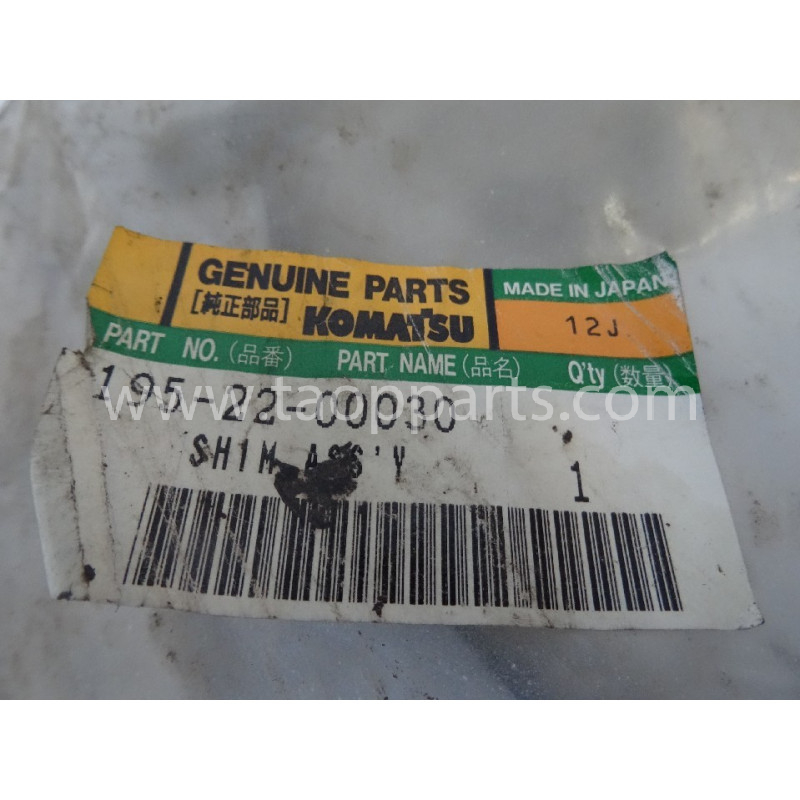 GENUINE PARTS
[純正部品] KOMATSU
MADE IN JAPAN
12J
PART NO. (品番) PART NAME (品名) Q'ty (数量)
www.taopparts.com
195-22-00030
SHIM ASS'Y
1